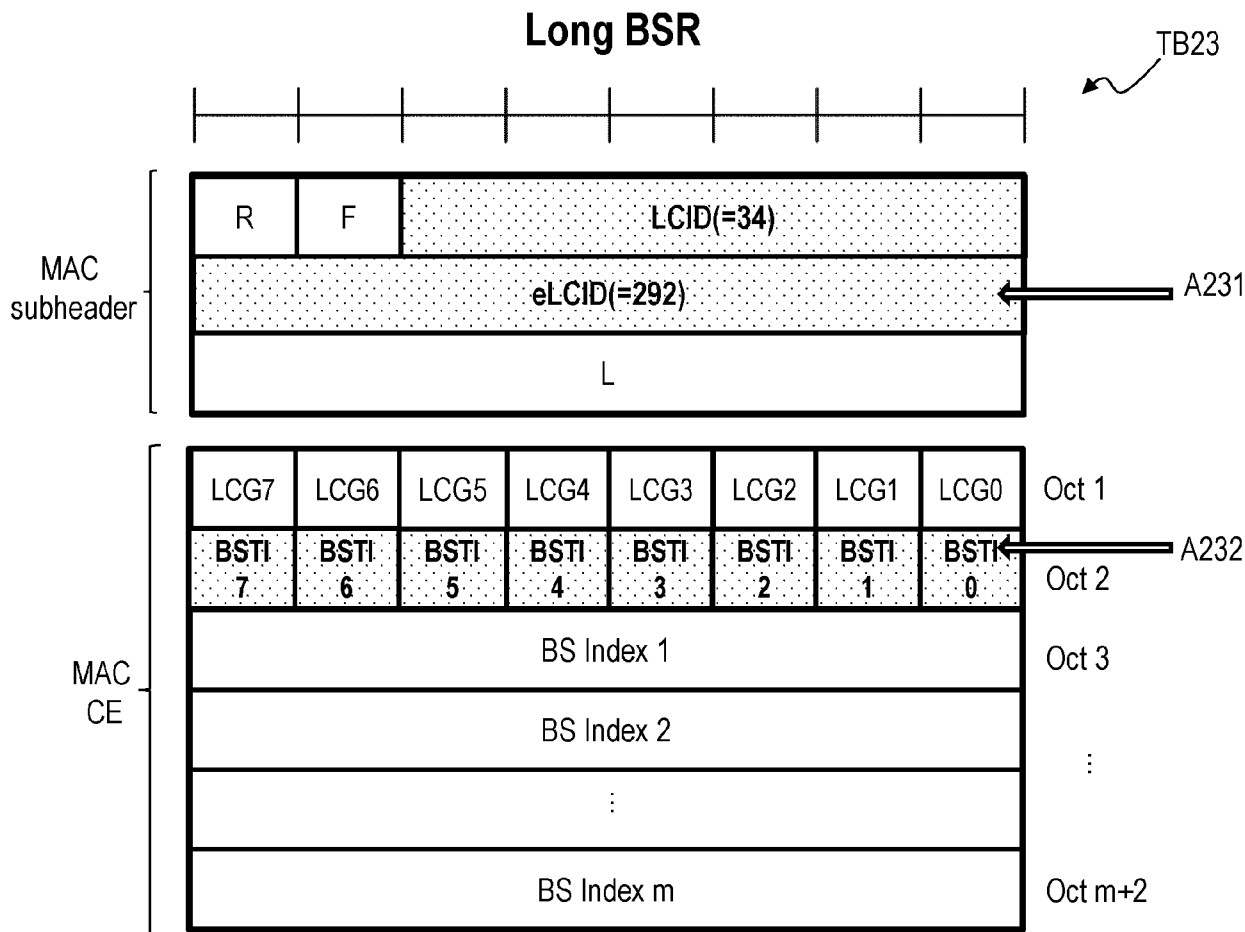 Long BSR
TB23
R
F
LCID(=34)
MAC
subheader
eLCID(=292)
A231
L
LCG7
LCG6
LCG5
LCG4
LCG3
LCG2
LCG1
LCG0
Oct 1
BSTI
7
BSTI
6
BSTI
5
BSTI
4
BSTI
3
BSTI
2
BSTI
1
BSTI
0
A232
Oct 2
BS Index 1
Oct 3
MAC
CE
BS Index 2
⋮
⋮
BS Index m
Oct m+2